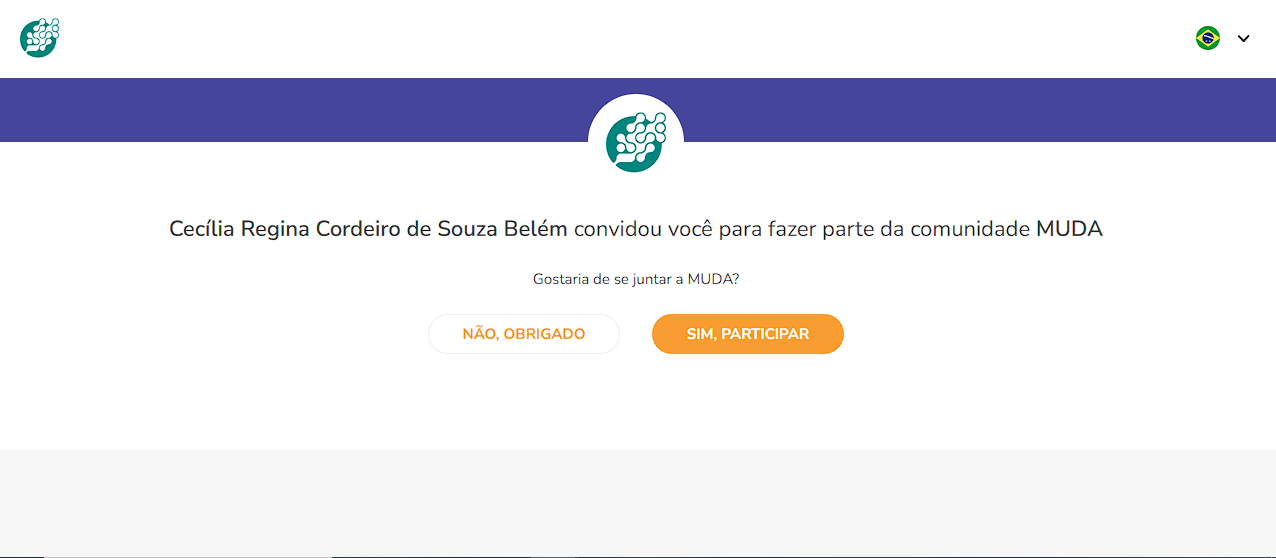 Cecília Regina Cordeiro de Souza Belém convidou você para fazer parte da comunidade MUDA
Gostaria de se juntar a MUDA?
NÃO, OBRIGADO
SIM, PARTICIPAR